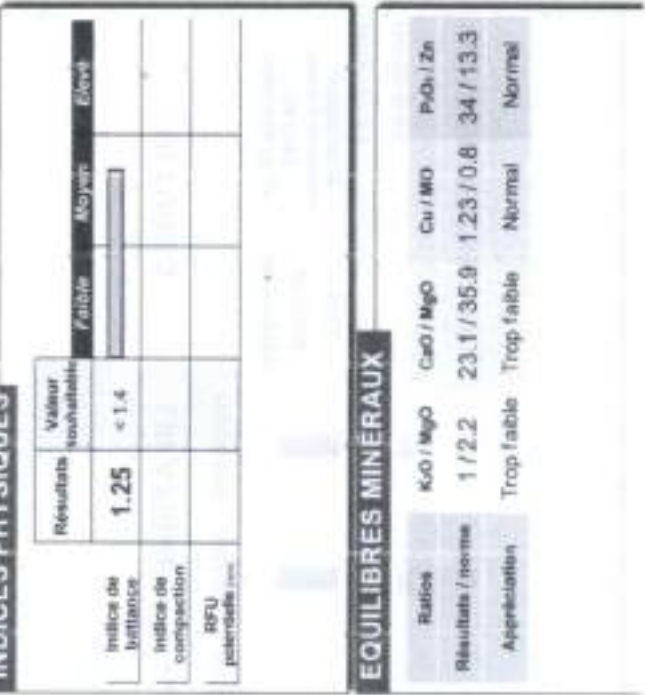 INDICES PHYSIQUES
Résultats Valeur souhaitable Faible Moyen Elevé
Indice de battance 1.25 < 1.4
Indice de compaction
RFU potentielle
EQUILIBRES MINÉRAUX
Ratios K₂O / MgO CaO / MgO Cu / MO P₂O₅ / Zn
Résultats / norme 1 / 2.2 23.1 / 35.9 1.23 / 0.8 34 / 13.3
Appréciation Trop faible Trop faible Normal Normal